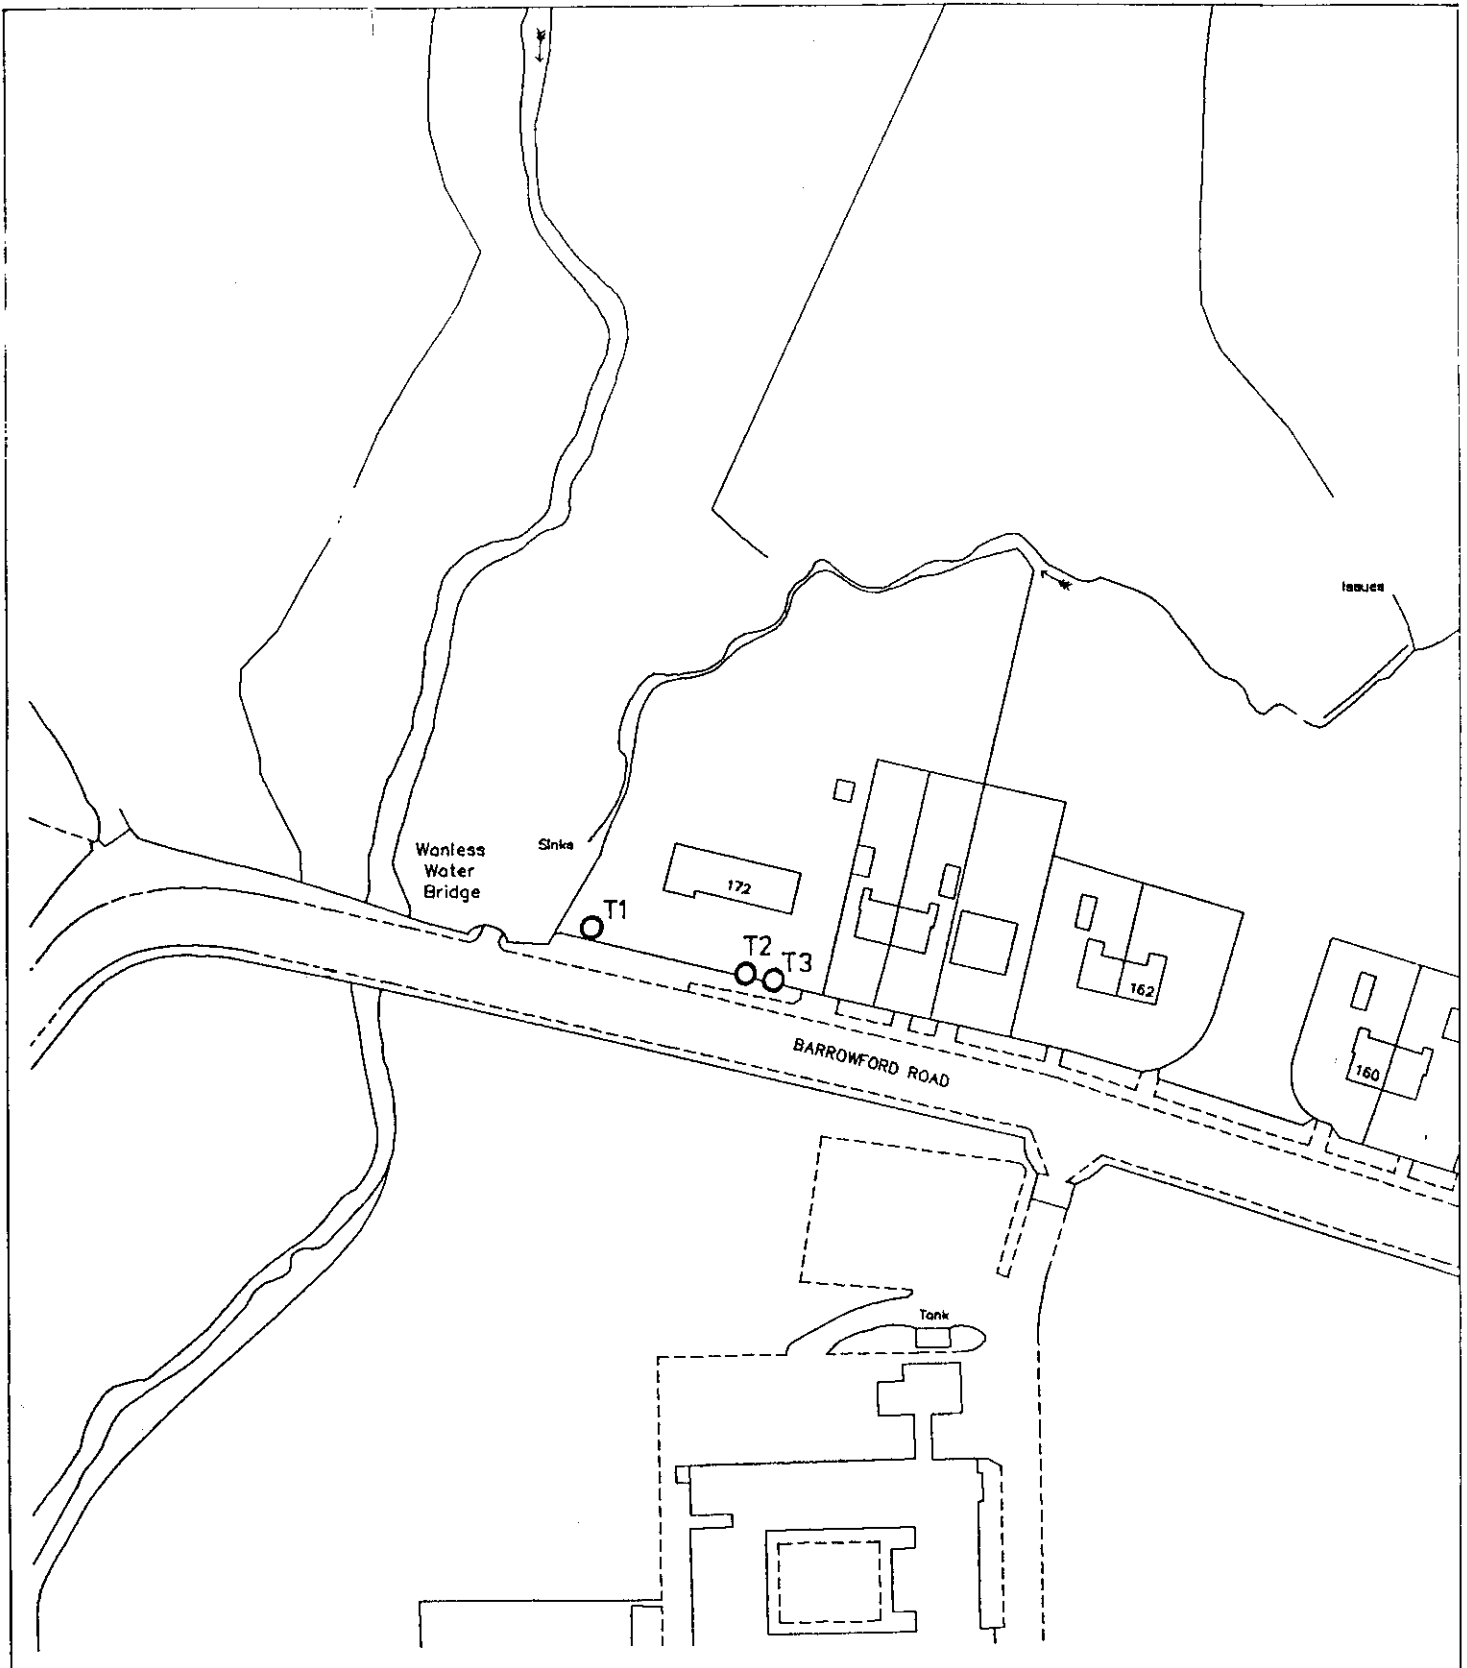 Issues
Wanless
Water
Bridge
Sinks
172
T1
T2
T3
162
BARROWFORD ROAD
160
Tank